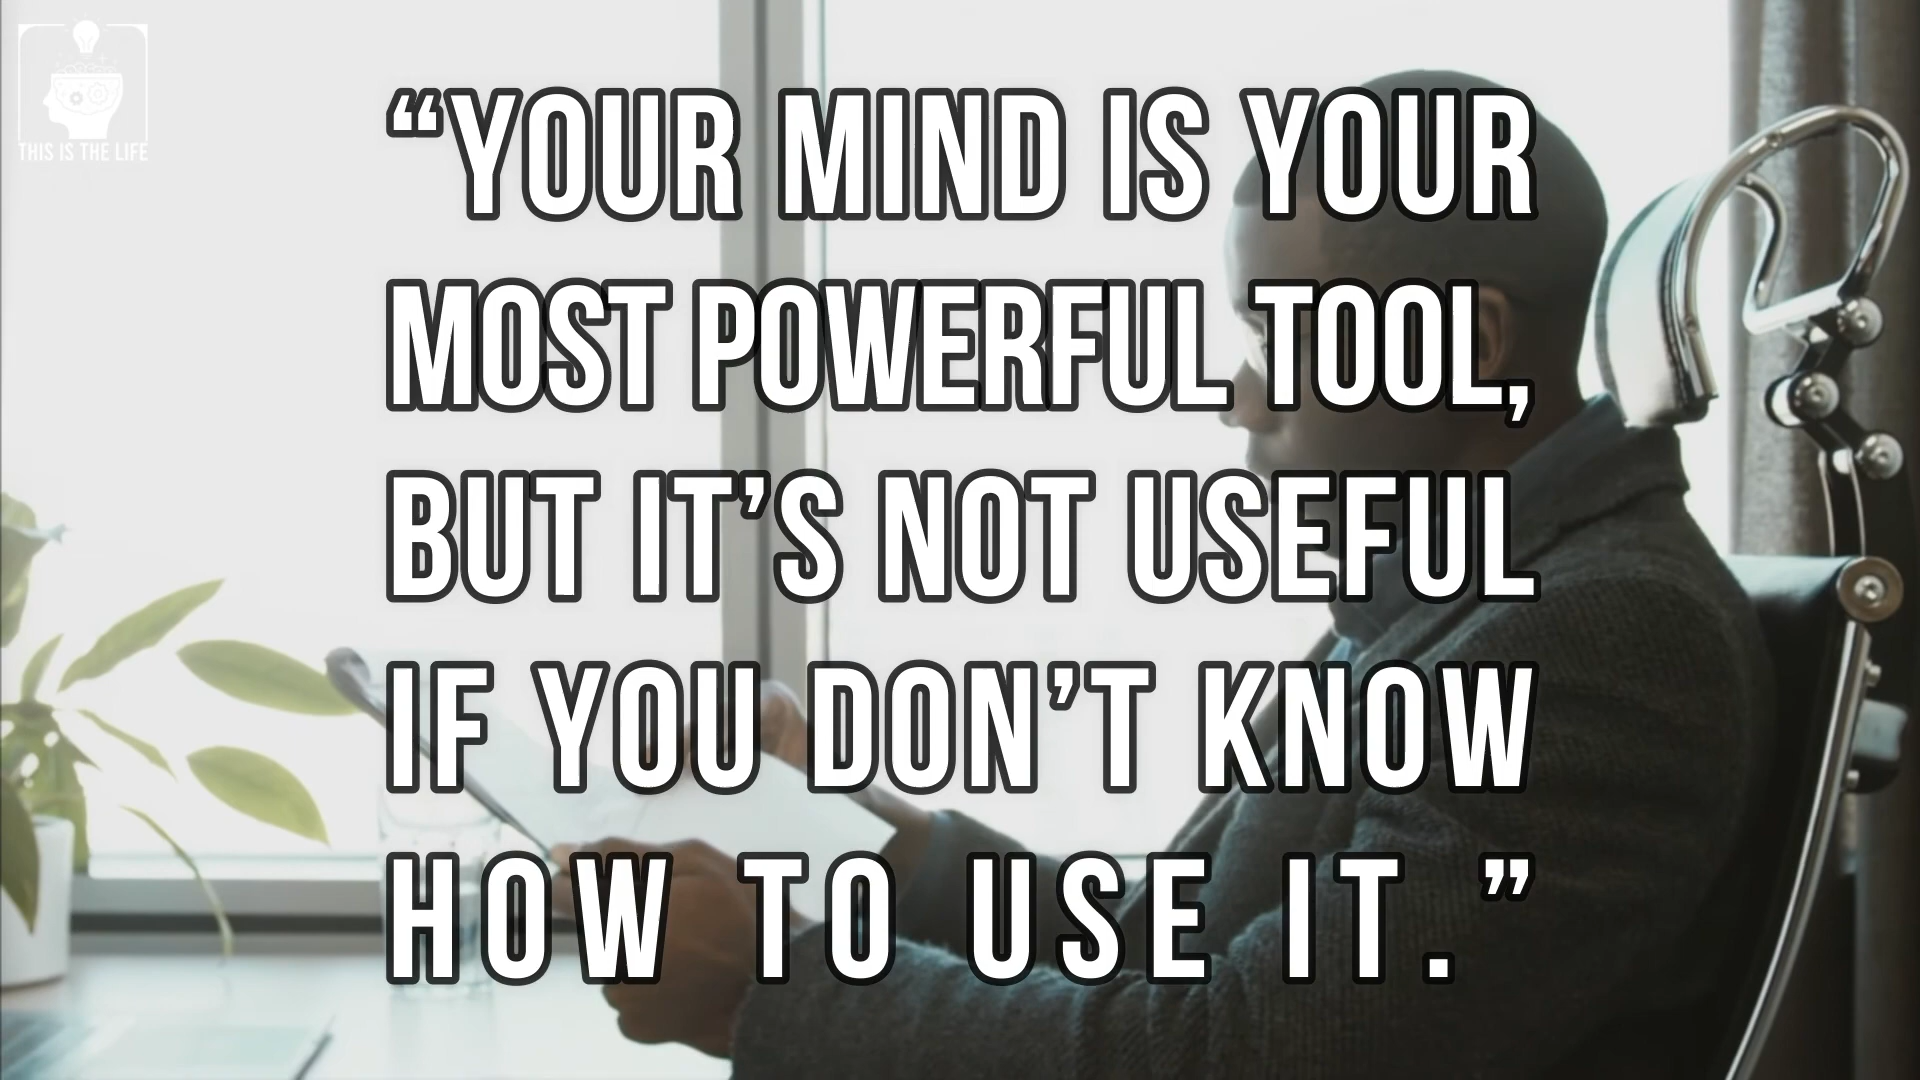 THIS IS THE LIFE
“YOUR MIND IS YOUR
MOST POWERFUL TOOL,
BUT IT’S NOT USEFUL
IF YOU DON’T KNOW
HOW TO USE IT.”